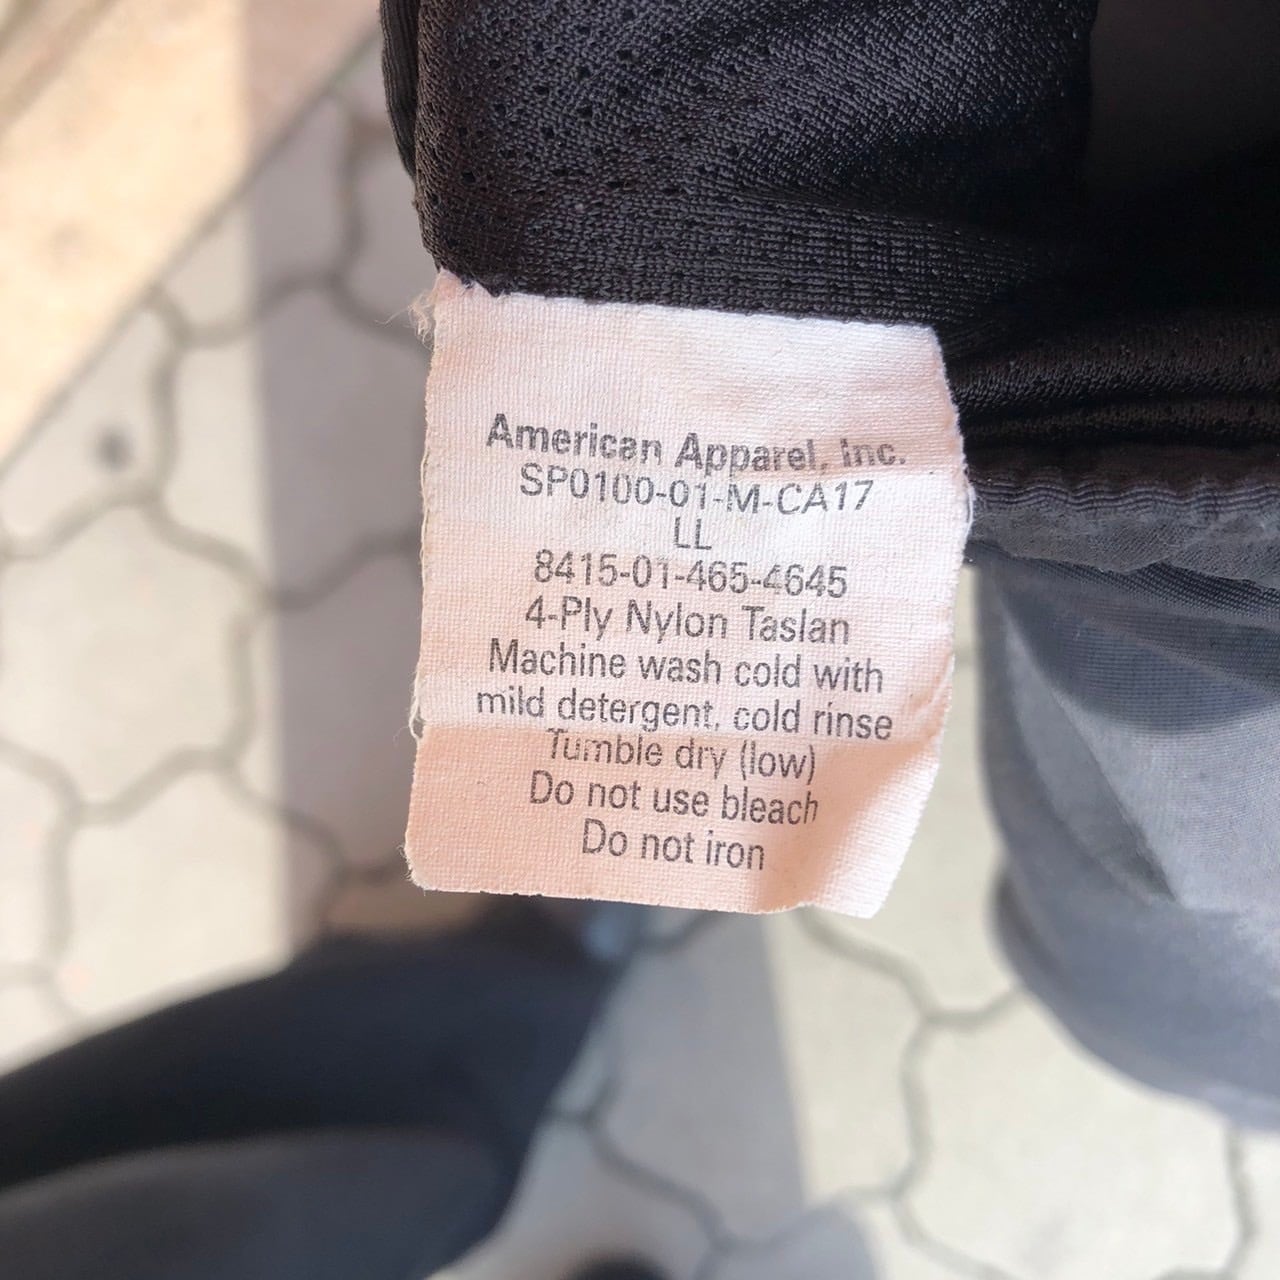 American Apparel, Inc.
SP0100-01-M-CA17
LL
8415-01-465-4645
4-Ply Nylon Taslan
Machine wash cold with
mild detergent, cold rinse
Tumble dry (low)
Do not use bleach
Do not iron